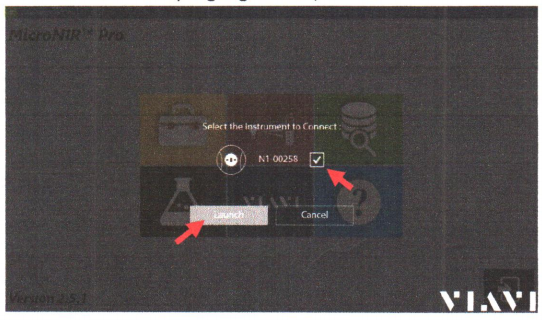 MicroNIR™ Pro
Select the Instrument to Connect :
N1-00258
Launch
Cancel
Version 2.5.1
VIAVI